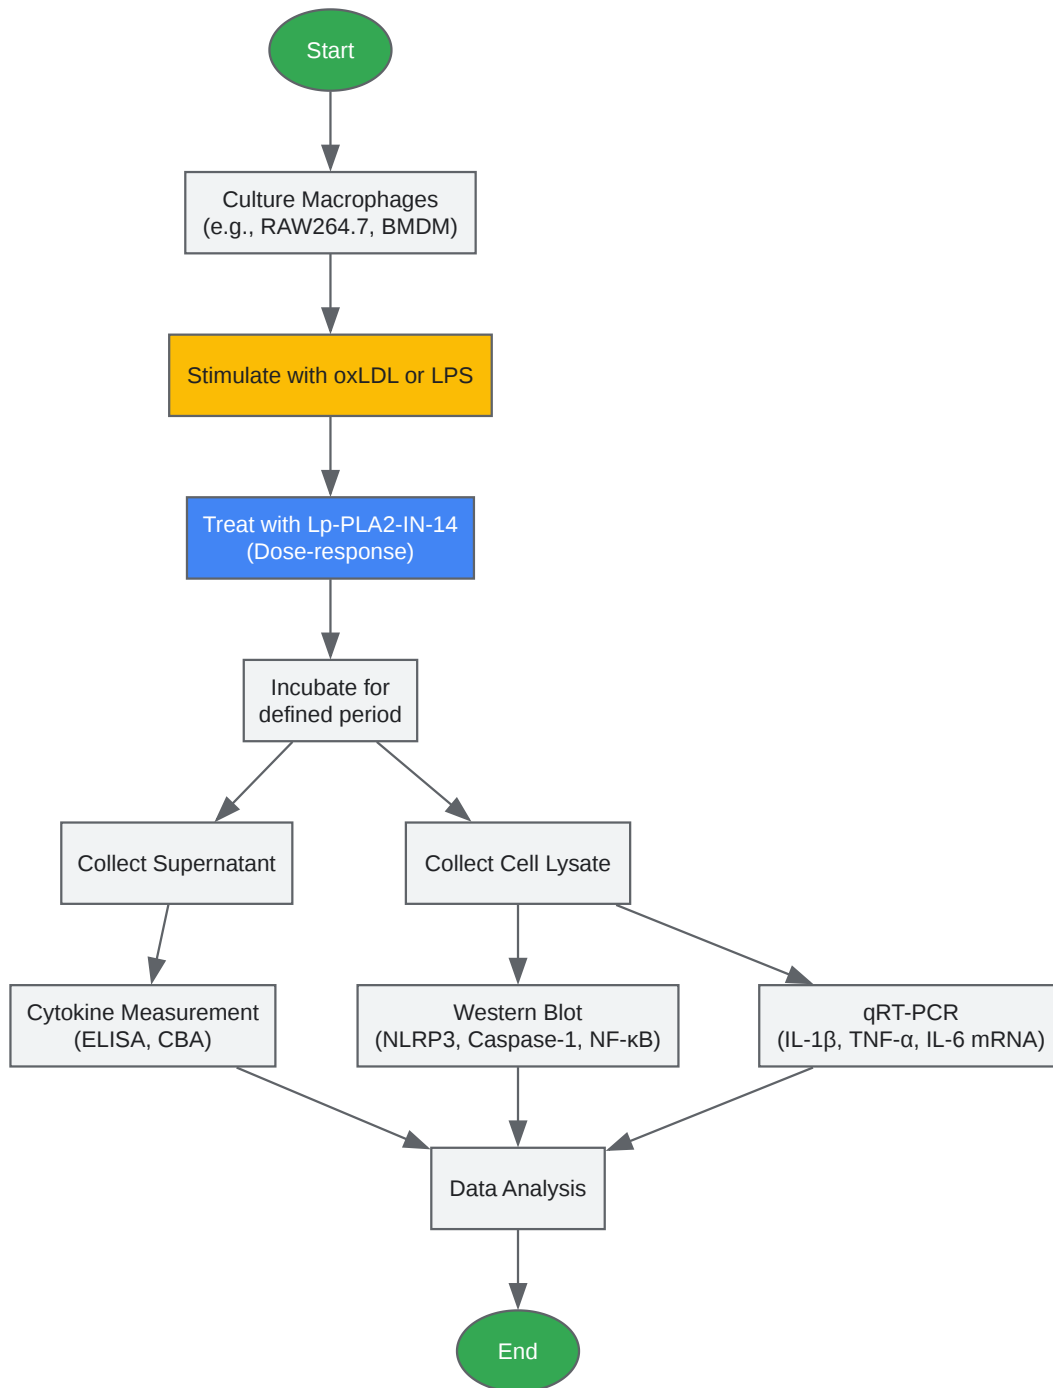 Start
Culture Macrophages
(e.g., RAW264.7, BMDM)
Stimulate with oxLDL or LPS
Treat with Lp-PLA2-IN-14
(Dose-response)
Incubate for
defined period
Collect Supernatant
Collect Cell Lysate
Cytokine Measurement
(ELISA, CBA)
Western Blot
(NLRP3, Caspase-1, NF-κB)
qRT-PCR
(IL-1β, TNF-α, IL-6 mRNA)
Data Analysis
End